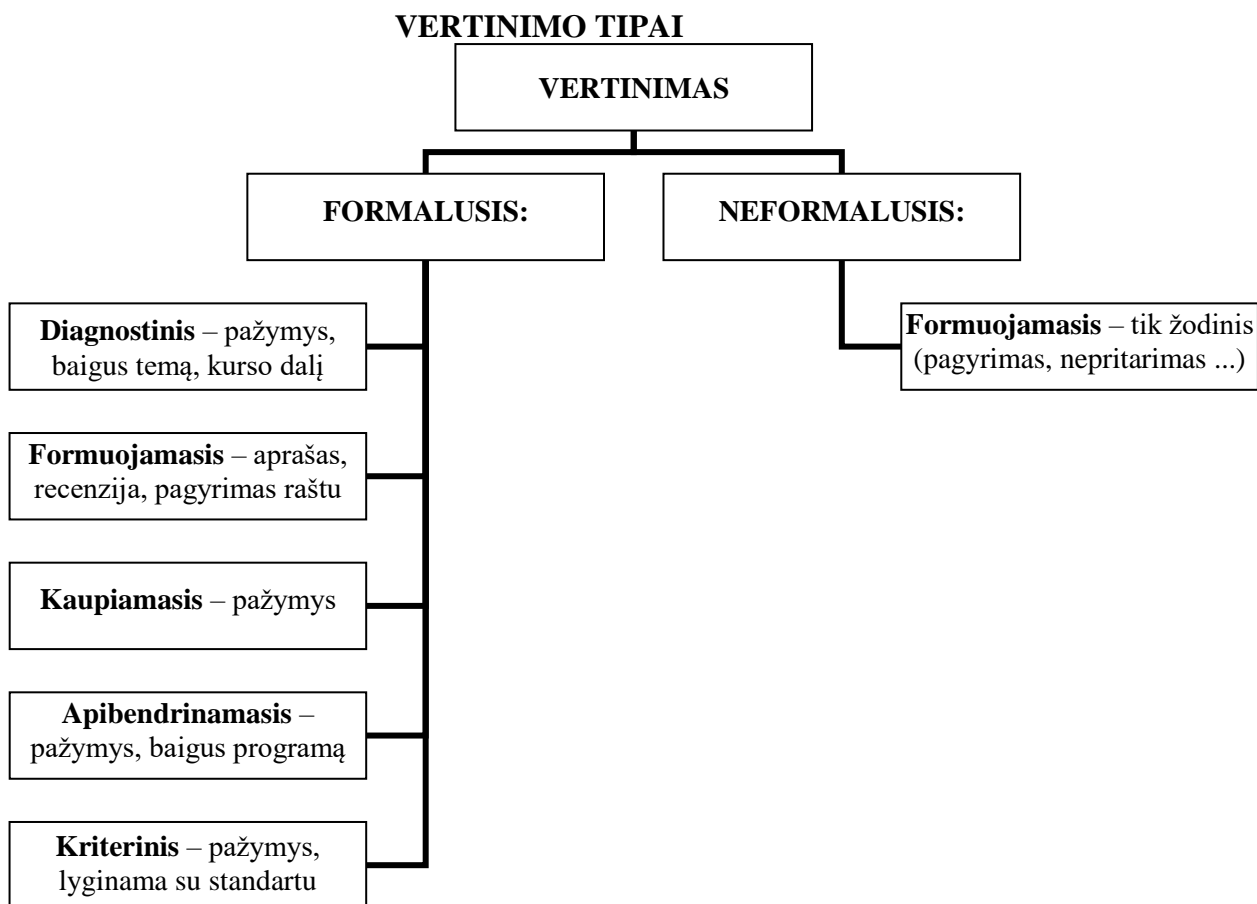 VERTINIMO TIPAI
VERTINIMAS
FORMALUSIS:
NEFORMALUSIS:
Diagnostinis – pažymys,
baigus temą, kurso dalį
Formuojamasis – tik žodinis
(pagyrimas, nepritarimas ...)
Formuojamasis – aprašas,
recenzija, pagyrimas raštu
Kaupiamasis – pažymys
Apibendrinamasis –
pažymys, baigus programą
Kriterinis – pažymys,
lyginama su standartu